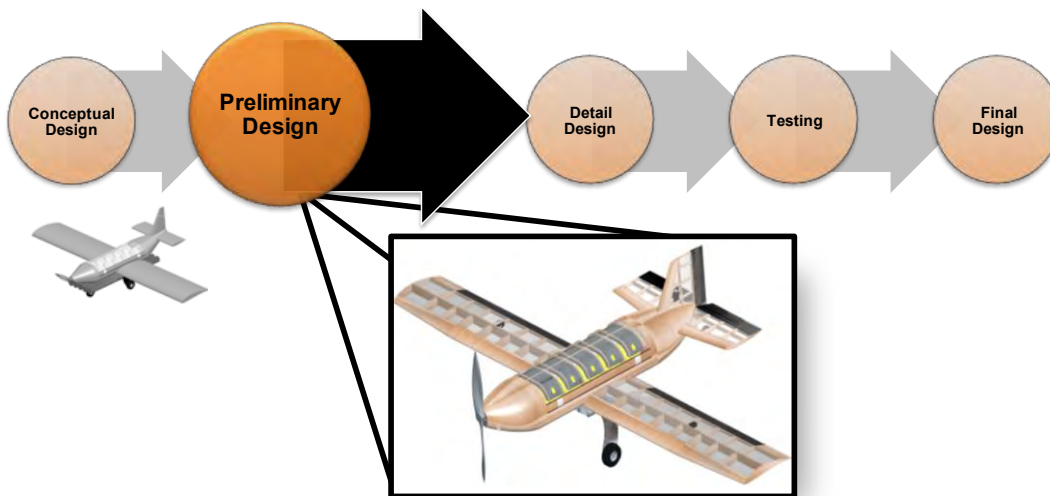 Conceptual
Design
Preliminary
Design
Detail
Design
Testing
Final
Design